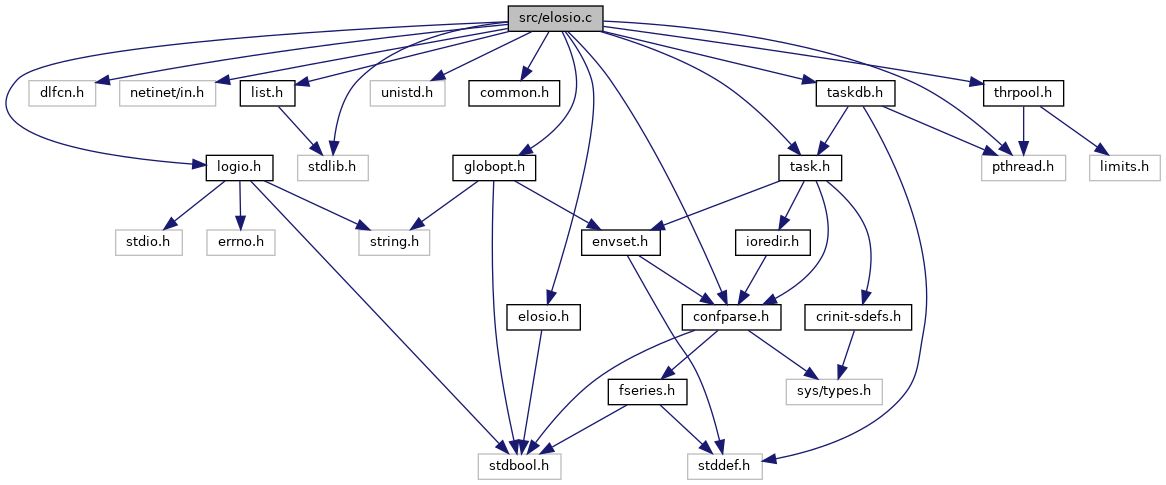 src/elosio.c
dlfcn.h
netinet/in.h
list.h
unistd.h
common.h
taskdb.h
thrpool.h
logio.h
stdlib.h
globopt.h
task.h
pthread.h
limits.h
stdio.h
errno.h
string.h
envset.h
ioredir.h
elosio.h
confparse.h
crinit-sdefs.h
fseries.h
sys/types.h
stdbool.h
stddef.h